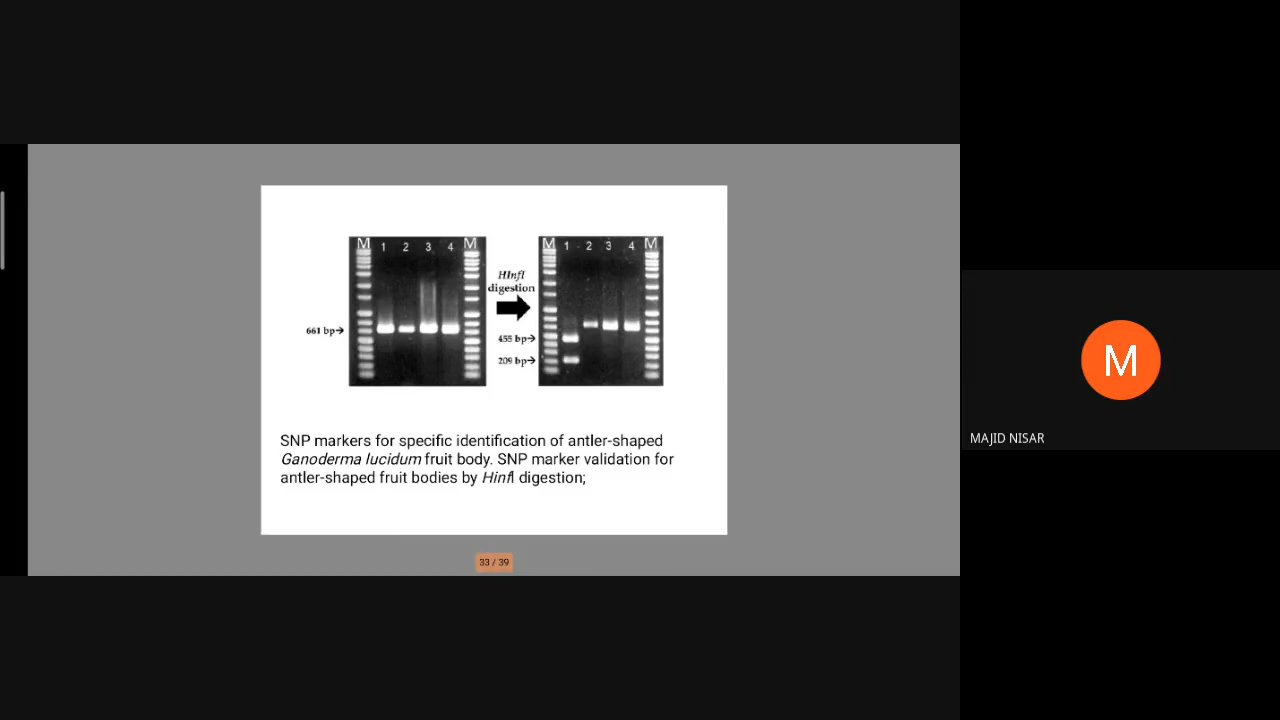 M 1 2 3 4 M
HInfI
digestion
M 1 2 3 4 M
661 bp→
455 bp→
209 bp→
SNP markers for specific identification of antler-shaped
Ganoderma lucidum fruit body. SNP marker validation for
antler-shaped fruit bodies by HinfI digestion;
33 / 39
M
MAJID NISAR